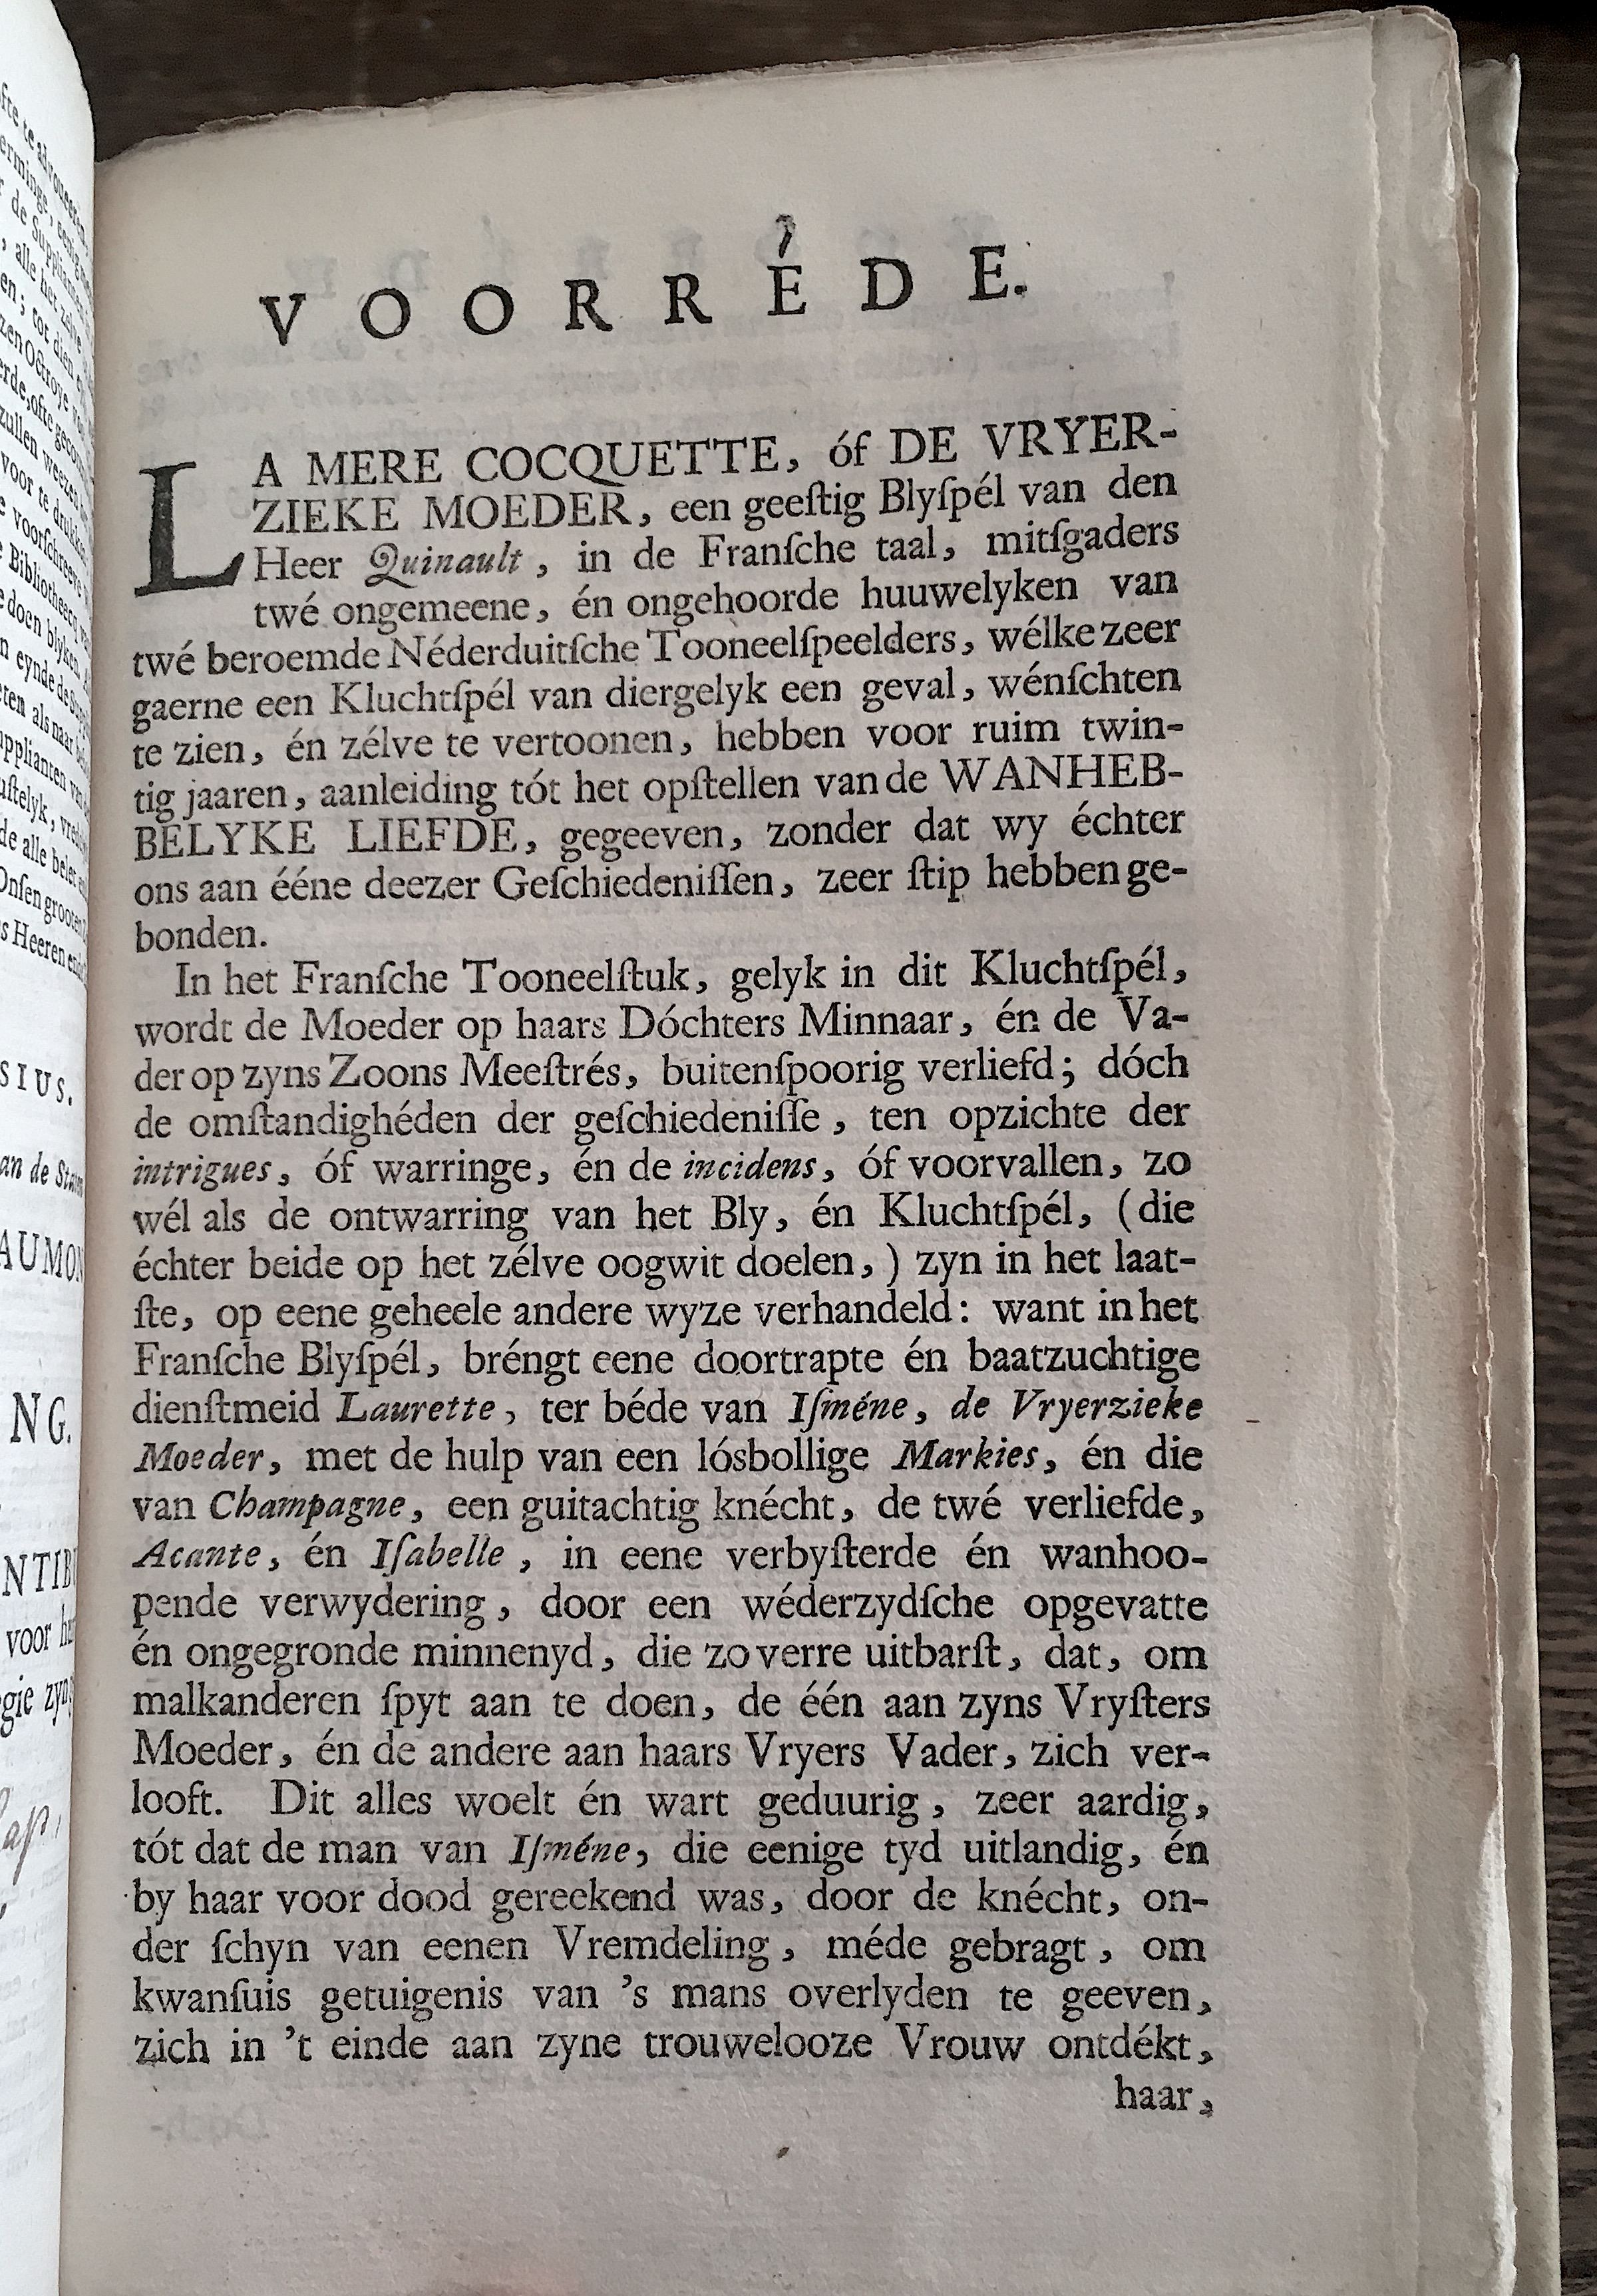 VOORRÉDE.
LA MERE COCQUETTE, óf DE VRYER-
ZIEKE MOEDER, een geeſtig Blyſpél van den
Heer Quinault, in de Franſche taal, mitſgaders
twé ongemeene, én ongehoorde huuwelyken van
twé beroemde Néderduitſche Tooneelſpeelders, wélke zeer
gaerne een Kluchtſpél van diergelyk een geval, wénſchten
te zien, én zélve te vertoonen, hebben voor ruim twin-
tig jaaren, aanleiding tót het opſtellen van de WANHEB-
BELYKE LIEFDE, gegeeven, zonder dat wy échter
ons aan ééne deezer Geſchiedeniſſen, zeer ſtip hebben ge-
bonden.
In het Franſche Tooneelſtuk, gelyk in dit Kluchtſpél,
wordt de Moeder op haars Dóchters Minnaar, én de Va-
der op zyns Zoons Meeſtrés, buitenſpoorig verliefd; dóch
de omſtandighéden der geſchiedeniſſe, ten opzichte der
intrigues, óf warringe, én de incidens, óf voorvallen, zo
wél als de ontwarring van het Bly, én Kluchtſpél, (die
échter beide op het zélve oogwit doelen,) zyn in het laat-
ſte, op eene geheele andere wyze verhandeld: want in het
Franſche Blyſpél, bréngt eene doortrapte én baatzuchtige
dienſtmeid Laurette, ter béde van Iſméne, de Vryerzieke
Moeder, met de hulp van een lósbollige Markies, én die
van Champagne, een guitachtig knécht, de twé verliefde,
Acante, én Iſabelle, in eene verbyſterde én wanhoo-
pende verwydering, door een wéderzydſche opgevatte
én ongegronde minnenyd, die zo verre uitbarſt, dat, om
malkanderen ſpyt aan te doen, de één aan zyns Vryſters
Moeder, én de andere aan haars Vryers Vader, zich ver-
looft. Dit alles woelt én wart geduurig, zeer aardig,
tót dat de man van Iſméne, die eenige tyd uitlandig, én
by haar voor dood gereekend was, door de knécht, on-
der ſchyn van eenen Vremdeling, méde gebragt, om
kwanſuis getuigenis van 's mans overlyden te geeven,
zich in 't einde aan zyne trouwelooze Vrouw ontdékt,
haar,